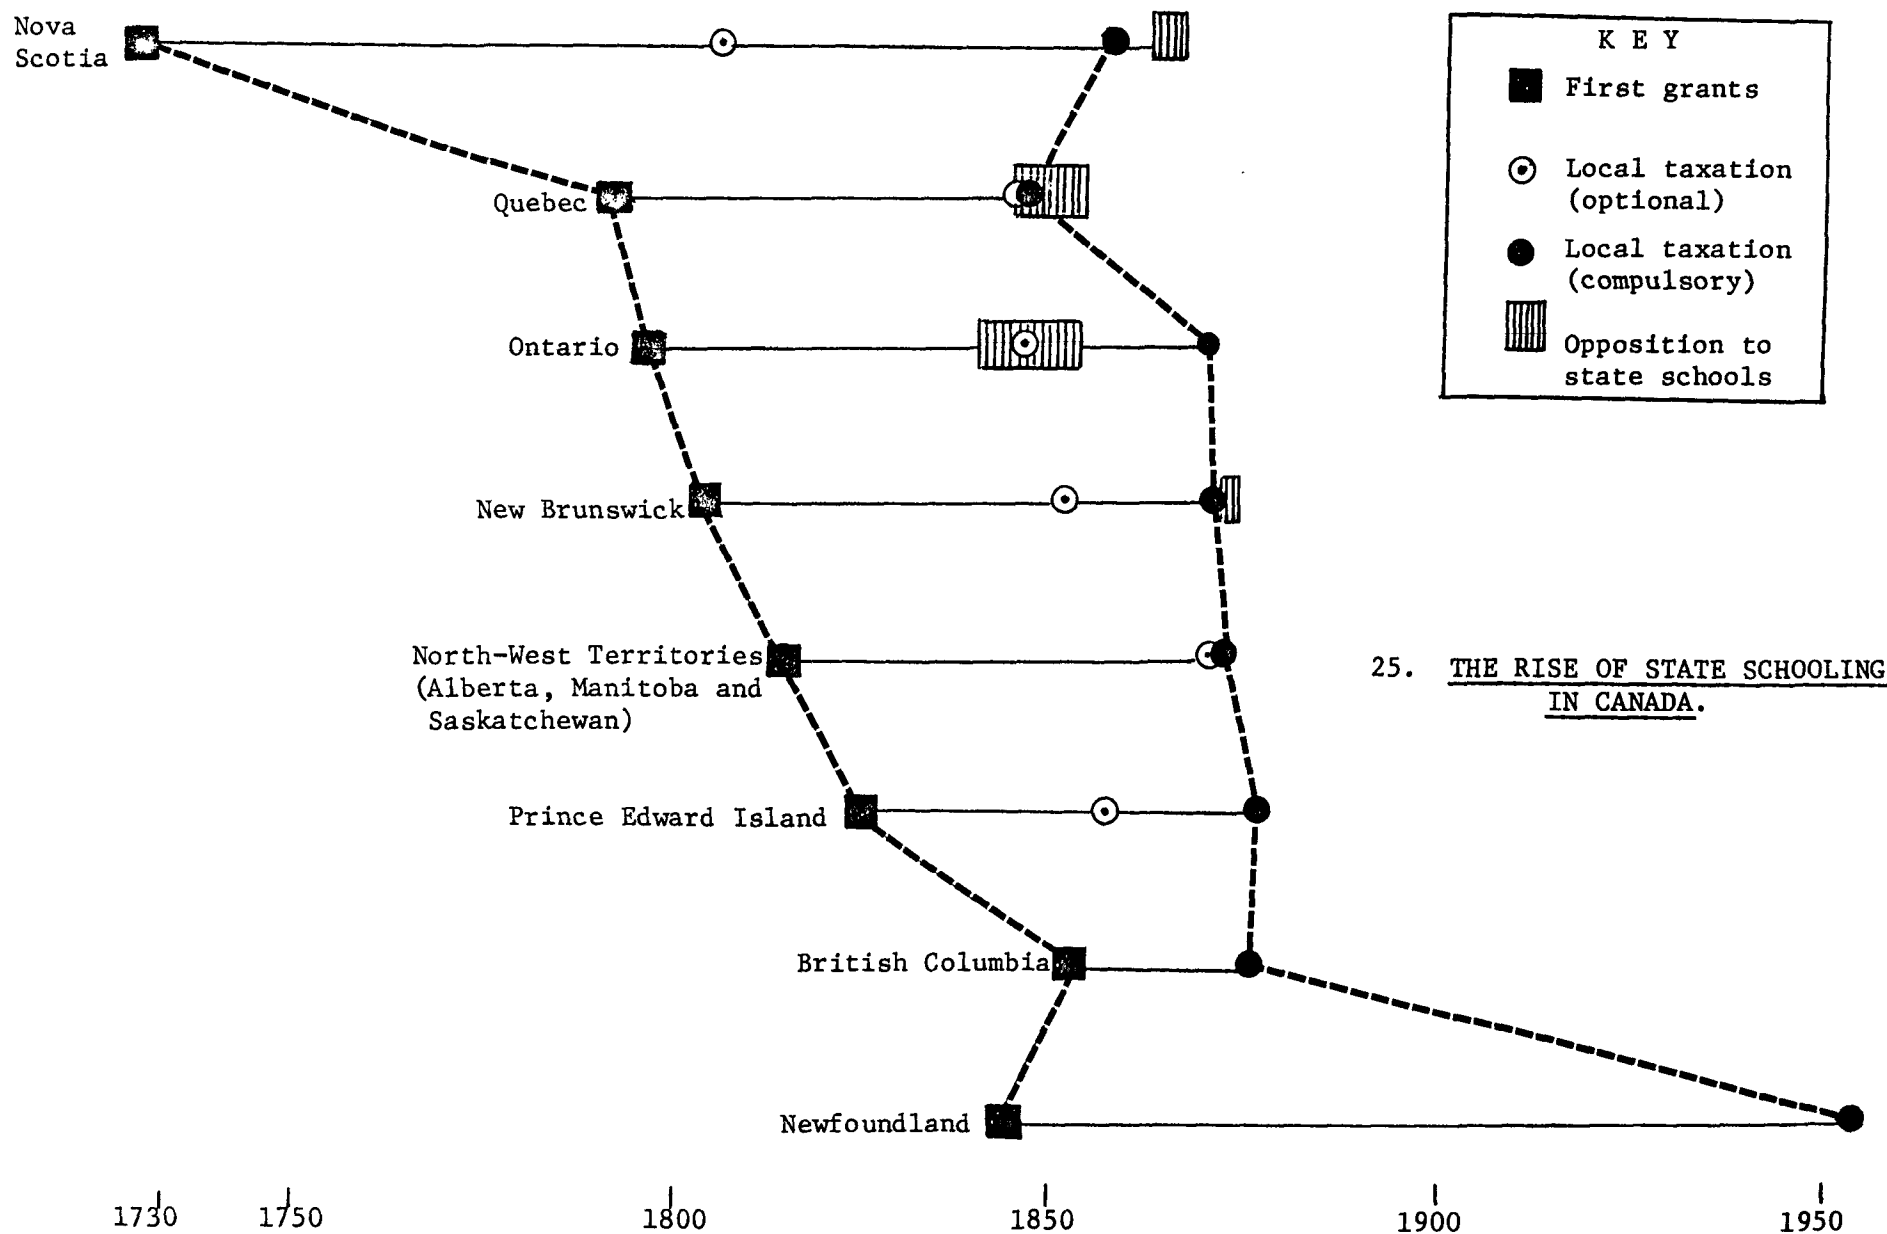 Nova
Scotia
Quebec
Ontario
New Brunswick
North-West Territories
(Alberta, Manitoba and
Saskatchewan)
Prince Edward Island
British Columbia
Newfoundland
1730
1750
1800
1850
1900
1950
K E Y
First grants
Local taxation
(optional)
Local taxation
(compulsory)
Opposition to
state schools
25. THE RISE OF STATE SCHOOLING
IN CANADA.